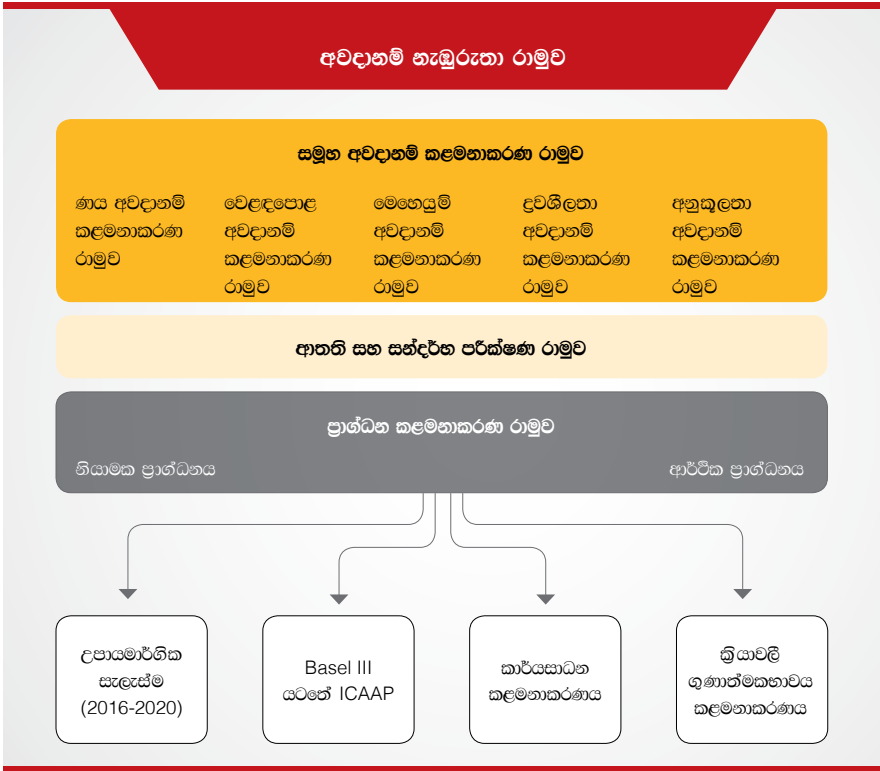 අවදානම් නැඹුරුතා රාමුව
සමූහ අවදානම් කළමනාකරණ රාමුව
ණය අවදානම්
කළමනාකරණ
රාමුව
වෙළඳපොළ
අවදානම්
කළමනාකරණ
රාමුව
මෙහෙයුම්
අවදානම්
කළමනාකරණ
රාමුව
ද්‍රවශීලතා
අවදානම්
කළමනාකරණ
රාමුව
අනුකූලතා
අවදානම්
කළමනාකරණ
රාමුව
ආතති සහ සන්දර්භ පරීක්ෂණ රාමුව
ප්‍රාග්ධන කළමනාකරණ රාමුව
නියාමක ප්‍රාග්ධනය
ආර්ථික ප්‍රාග්ධනය
උපායමාර්ගික
සැලැස්ම
(2016-2020)
Basel III
යටතේ ICAAP
කාර්යසාධන
කළමනාකරණය
ක්‍රියාවලී
ගුණාත්මකභාවය
කළමනාකරණය